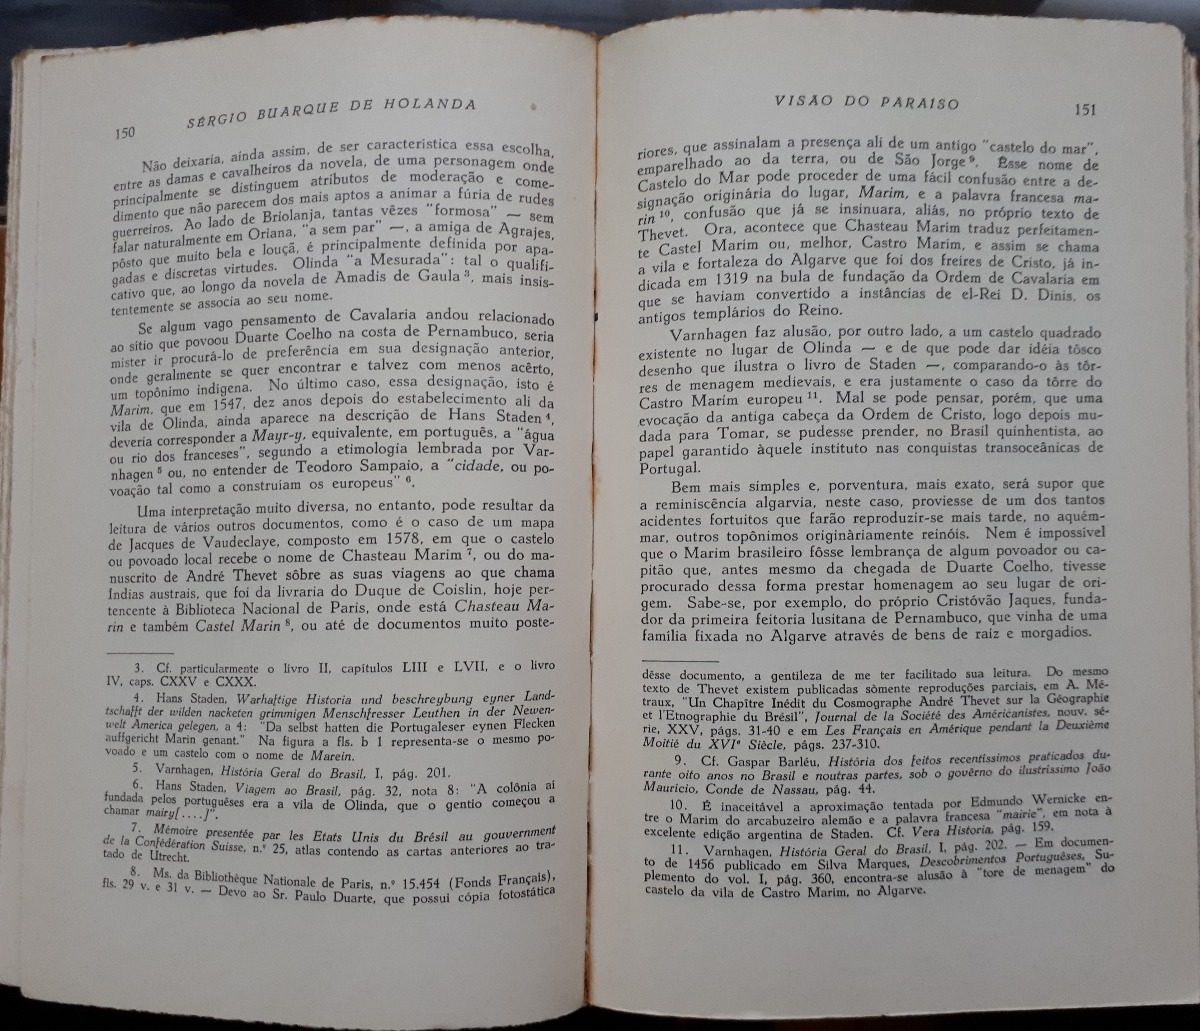 150
SÉRGIO BUARQUE DE HOLANDA
Não deixaria, ainda assim, de ser característica essa escolha,
entre as damas e cavalheiros da novela, de uma personagem onde
principalmente se distinguem atributos de moderação e come-
dimento que não parecem dos mais aptos a animar a fúria de rudes
guerreiros. Ao lado de Briolanja, tantas vêzes "formosa" — sem
falar naturalmente em Oriana, "a sem par" —, a amiga de Agrajes,
pôsto que muito bela e louçã, é principalmente definida por apa-
gadas e discretas virtudes. Olinda "a Mesurada": tal o qualifi-
cativo que, ao longo da novela de Amadis de Gaula ³, mais insis-
tentemente se associa ao seu nome.
Se algum vago pensamento de Cavalaria andou relacionado
ao sítio que povoou Duarte Coelho na costa de Pernambuco, seria
mister ir procurá-lo de preferência em sua designação anterior,
onde geralmente se quer encontrar e talvez com menos acêrto,
um topônimo indígena. No último caso, essa designação, isto é
Marim, que em 1547, dez anos depois do estabelecimento ali da
vila de Olinda, ainda aparece na descrição de Hans Staden ⁴,
deveria corresponder a Mayr-y, equivalente, em português, a "água
ou rio dos franceses", segundo a etimologia lembrada por Var-
nhagen ⁵ ou, no entender de Teodoro Sampaio, a "cidade, ou po-
voação tal como a construíam os europeus" ⁶.
Uma interpretação muito diversa, no entanto, pode resultar da
leitura de vários outros documentos, como é o caso de um mapa
de Jacques de Vaudeclaye, composto em 1578, em que o castelo
ou povoado local recebe o nome de Chasteau Marim ⁷, ou do ma-
nuscrito de André Thevet sôbre as suas viagens ao que chama
Índias austrais, que foi da livraria do Duque de Coislin, hoje per-
tencente à Biblioteca Nacional de Paris, onde está Chasteau Ma-
rin e também Castel Marin ⁸, ou até de documentos muito poste-
3. Cf. particularmente o livro II, capítulos LIII e LVII, e o livro
IV, caps. CXXV e CXXX.
4. Hans Staden, Warhaftige Historia und beschreybung eyner Land-
tschafft der wilden nacketen grimmigen Menschfresser Leuthen in der Newen-
welt America gelegen, a 4: "Da selbst hatten die Portugaleser eynen Flecken
auffgericht Marin genant." Na figura a fls. b 1 representa-se o mesmo po-
voado e um castelo com o nome de Marein.
5. Varnhagen, História Geral do Brasil, I, pág. 201.
6. Hans Staden, Viagem ao Brasil, pág. 32, nota 8: "A colônia aí
fundada pelos portuguêses era a vila de Olinda, que o gentio começou a
chamar mairy[....]".
7. Mémoire présentée par les Etats Unis du Brésil au gouvernment
de la Confédération Suisse, n.º 25, atlas contendo as cartas anteriores ao tra-
tado de Utrecht.
8. Ms. da Bibliothèque Nationale de Paris, n.º 15.454 (Fonds Français),
fls. 29 v. e 31 v. — Devo ao Sr. Paulo Duarte, que possui cópia fotostática
VISÃO DO PARAÍSO
151
riores, que assinalam a presença ali de um antigo "castelo do mar",
emparelhado ao da terra, ou de São Jorge ⁹. Êsse nome de
Castelo do Mar pode proceder de uma fácil confusão entre a de-
signação originária do lugar, Marim, e a palavra francesa ma-
rin ¹⁰, confusão que já se insinuara, aliás, no próprio texto de
Thevet. Ora, acontece que Chasteau Marim traduz perfeitamen-
te Castel Marim ou, melhor, Castro Marim, e assim se chama
a vila e fortaleza do Algarve que foi dos freires de Cristo, já in-
dicada em 1319 na bula de fundação da Ordem de Cavalaria em
que se haviam convertido a instâncias de el-Rei D. Dinis, os
antigos templários do Reino.
Varnhagen faz alusão, por outro lado, a um castelo quadrado
existente no lugar de Olinda — e de que pode dar idéia tôsco
desenho que ilustra o livro de Staden —, comparando-o às tôr-
res de menagem medievais, e era justamente o caso da tôrre do
Castro Marim europeu ¹¹. Mal se pode pensar, porém, que uma
evocação da antiga cabeça da Ordem de Cristo, logo depois mu-
dada para Tomar, se pudesse prender, no Brasil quinhentista, ao
papel garantido àquele instituto nas conquistas transoceânicas de
Portugal.
Bem mais simples e, porventura, mais exato, será supor que
a reminiscência algarvia, neste caso, proviesse de um dos tantos
acidentes fortuitos que farão reproduzir-se mais tarde, no aquém-
mar, outros topônimos originàriamente reinóis. Nem é impossível
que o Marim brasileiro fôsse lembrança de algum povoador ou ca-
pitão que, antes mesmo da chegada de Duarte Coelho, tivesse
procurado dessa forma prestar homenagem ao seu lugar de ori-
gem. Sabe-se, por exemplo, do próprio Cristóvão Jaques, funda-
dor da primeira feitoria lusitana de Pernambuco, que vinha de uma
família fixada no Algarve através de bens de raíz e morgadios.
dêsse documento, a gentileza de me ter facilitado sua leitura. Do mesmo
texto de Thevet existem publicadas sòmente reproduções parciais, em A. Mé-
traux, "Un Chapître Inédit du Cosmographe André Thevet sur la Géographie
et l'Etnographie du Brésil", Journal de la Société des Américanistes, nouv. sé-
rie, XXV, págs. 31-40 e em Les Français en Amérique pendant la Deuxième
Moitié du XVIº Siècle, págs. 237-310.
9. Cf. Gaspar Barléu, História dos feitos recentíssimos praticados du-
rante oito anos no Brasil e noutras partes, sob o govêrno do ilustríssimo João
Maurício, Conde de Nassau, pág. 44.
10. É inaceitável a aproximação tentada por Edmundo Wernicke en-
tre o Marim do arcabuzeiro alemão e a palavra francesa "mairie", em nota à
excelente edição argentina de Staden. Cf. Vera Historia, pág. 159.
11. Varnhagen, História Geral do Brasil, I, pág. 202. — Em documen-
to de 1456 publicado em Silva Marques, Descobrimentos Portuguêses, Su-
plemento do vol. I, pág. 360, encontra-se alusão à "tore de menagem" do
castelo da vila de Castro Marim, no Algarve.